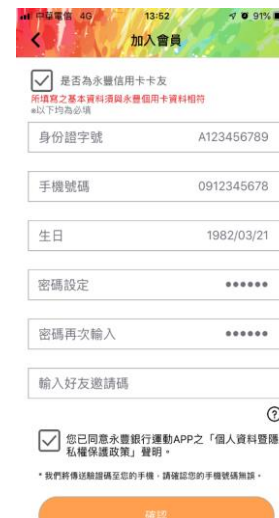 中華電信 4G 13:52 91%
加入會員
是否為永豐信用卡卡友
所填寫之基本資料須與永豐個用卡資料相符
*以下均為必填
身份證字號 A123456789
手機號碼 0912345678
生日 1982/03/21
密碼設定 ••••••
密碼再次輸入 ••••••
輸入好友邀請碼
?
您已同意永豐銀行運動APP之「個人資料暨隱
私權保護政策」聲明。
* 我們將傳送驗證碼至您的手機，請確認您的手機號碼無誤。
確認